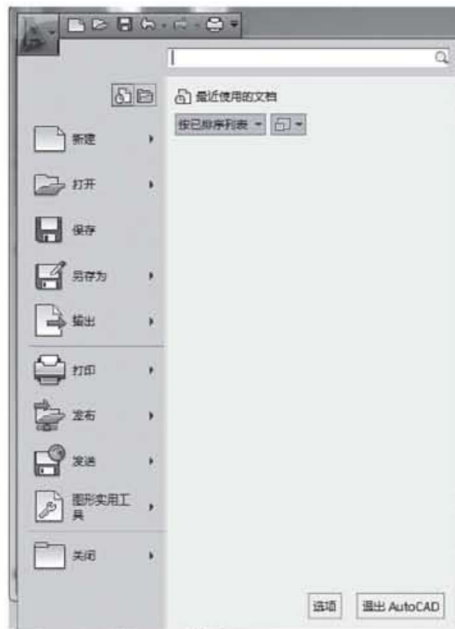 最近使用的文档
按已排序列表
新建
打开
保存
另存为
输出
打印
发布
发送
图形实用工
具
关闭
选项
退出 AutoCAD